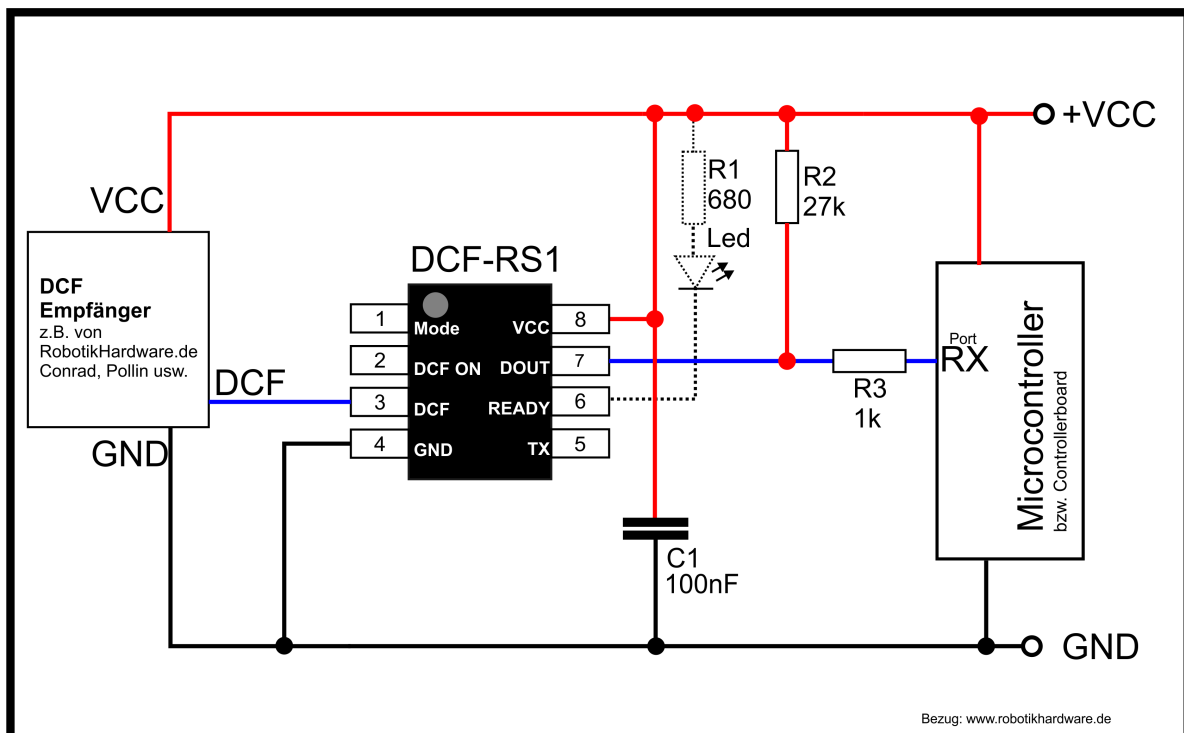 +VCC
VCC
R1
680
R2
27k
Led
DCF
Empfänger
z.B. von
RobotikHardware.de
Conrad, Pollin usw.
DCF
GND
DCF-RS1
1 Mode VCC 8
2 DCF ON DOUT 7
3 DCF READY 6
4 GND TX 5
R3
1k
Port
RX
Microcontroller
bzw. Controllerboard
C1
100nF
GND
Bezug: www.robotikhardware.de